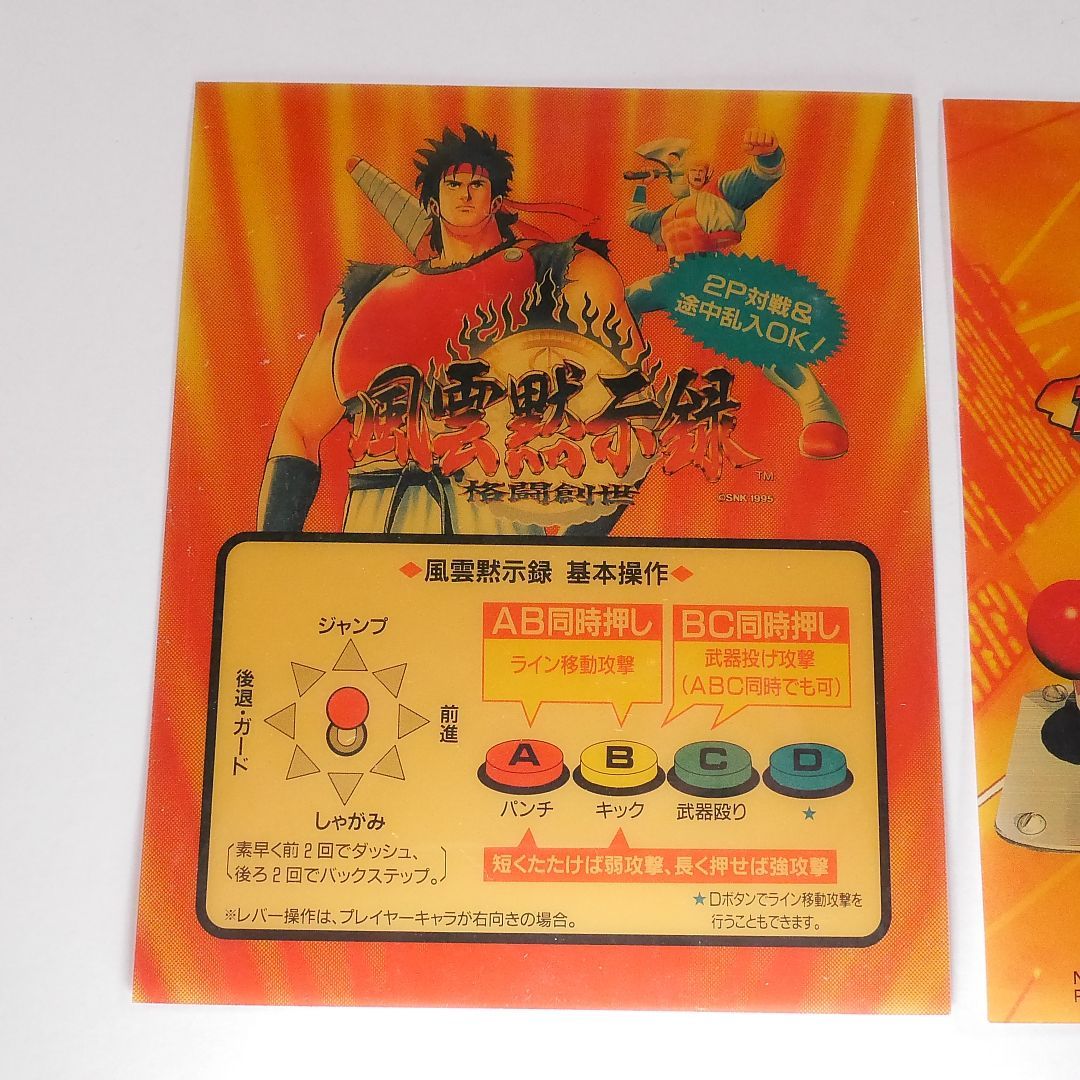 2P対戦&
途中乱入OK!
風雲黙示録
TM
格闘創世
©SNK 1995
風雲黙示録 基本操作
ジャンプ
後退・ガード
前進
しゃがみ
(素早く前2回でダッシュ、
後ろ2回でバックステップ。)
※レバー操作は、プレイヤーキャラが右向きの場合。
AB同時押し
ライン移動攻撃
BC同時押し
武器投げ攻撃
(ABC同時でも可)
A
B
C
D
パンチ
キック
武器殴り
★
短くたたけば弱攻撃、長く押せば強攻撃
★Dボタンでライン移動攻撃を
行うこともできます。